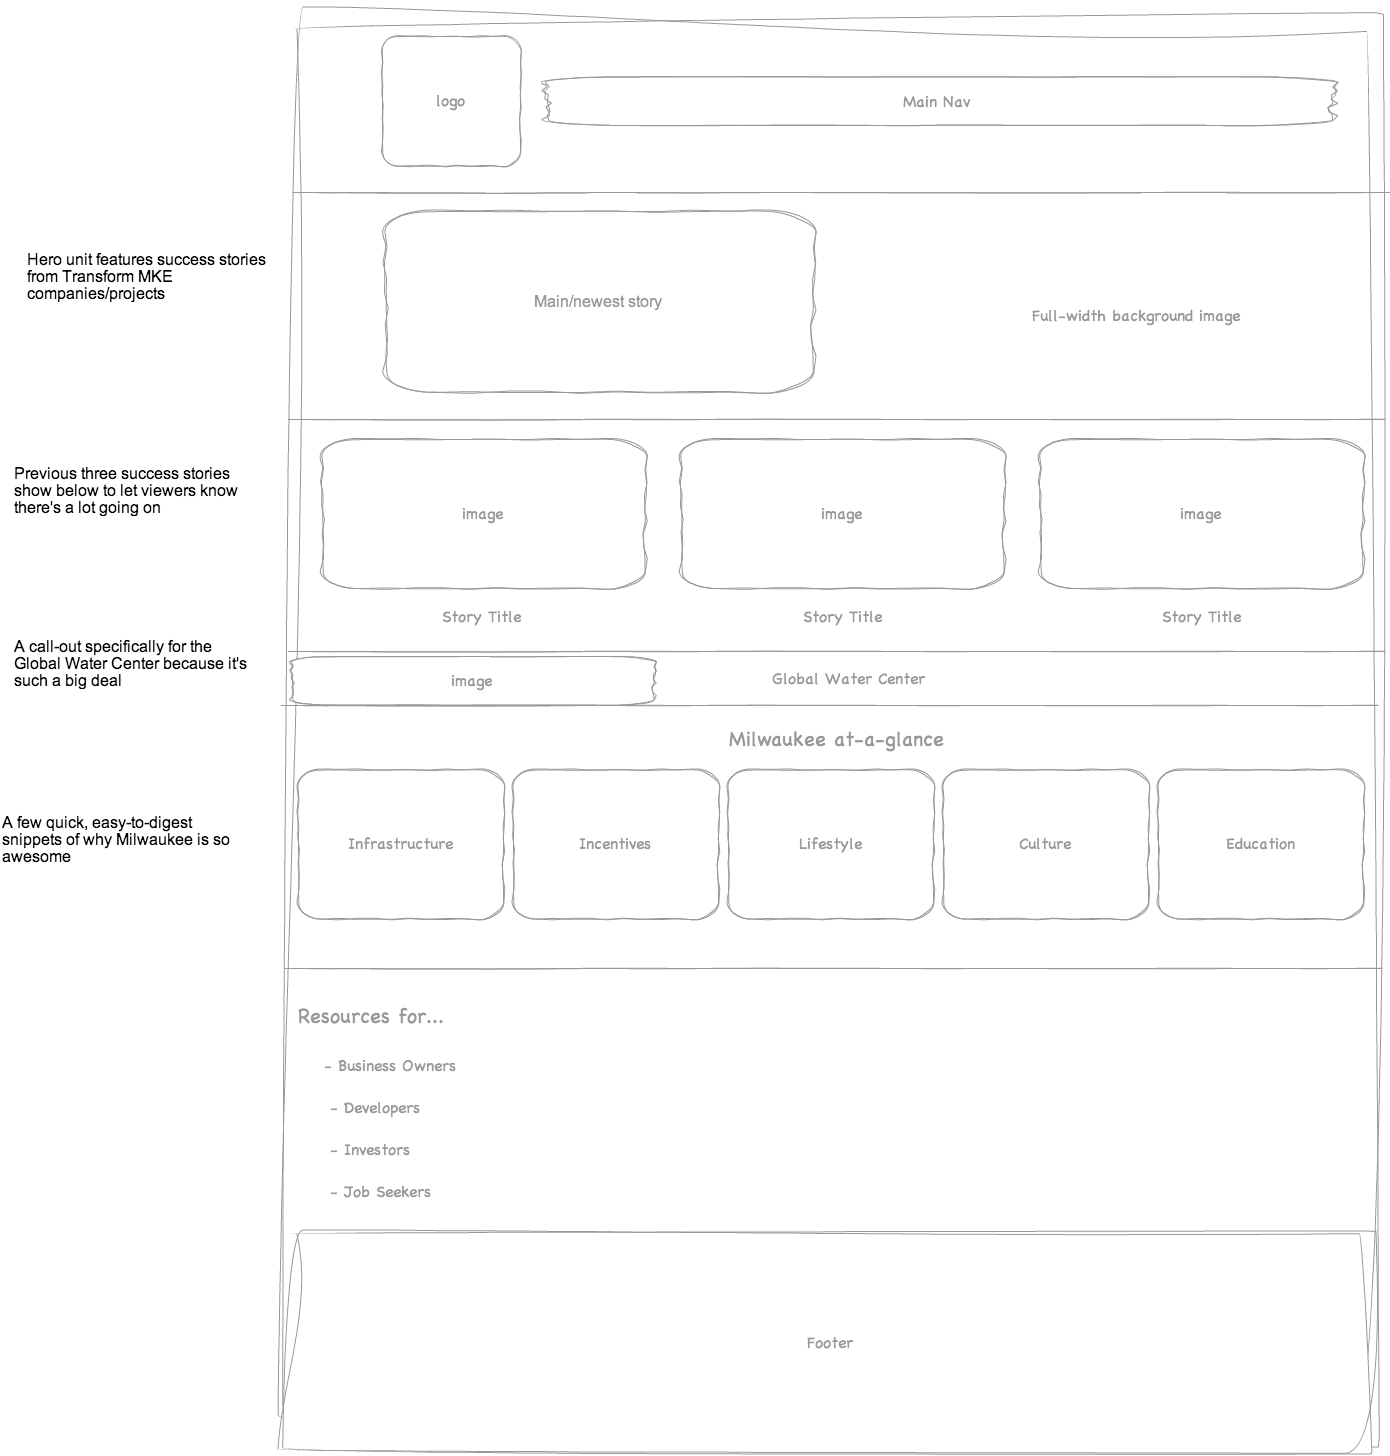 logo
Main Nav
Hero unit features success stories
from Transform MKE
companies/projects
Main/newest story
Full-width background image
Previous three success stories
show below to let viewers know
there's a lot going on
image
image
image
Story Title
Story Title
Story Title
A call-out specifically for the
Global Water Center because it's
such a big deal
image
Global Water Center
Milwaukee at-a-glance
A few quick, easy-to-digest
snippets of why Milwaukee is so
awesome
Infrastructure
Incentives
Lifestyle
Culture
Education
Resources for...
- Business Owners
- Developers
- Investors
- Job Seekers
Footer